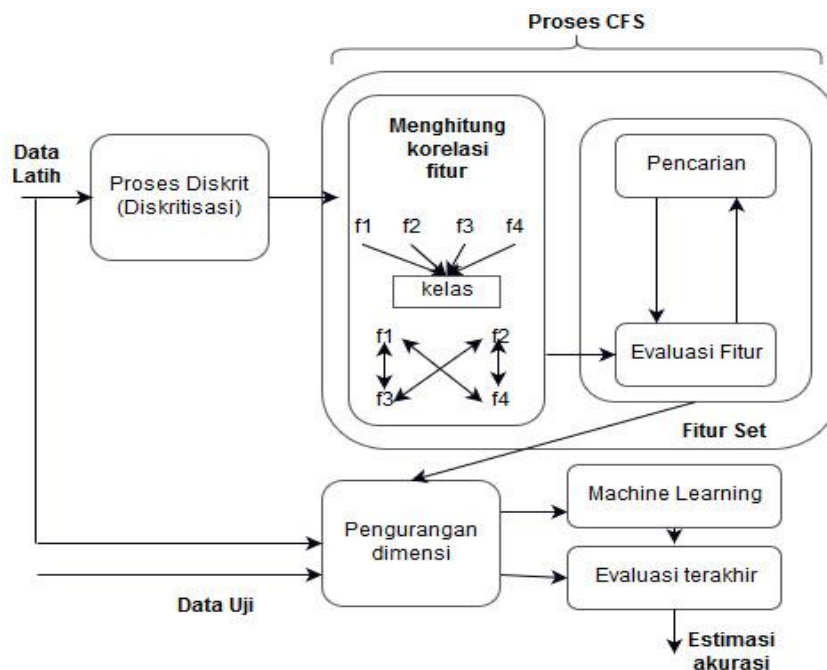 Proses CFS
Data
Latih
Proses Diskrit
(Diskritisasi)
Menghitung
korelasi
fitur
f1 f2 f3 f4
kelas
f1 f2
f3 f4
Pencarian
Evaluasi Fitur
Fitur Set
Pengurangan
dimensi
Machine Learning
Evaluasi terakhir
Data Uji
Estimasi
akurasi